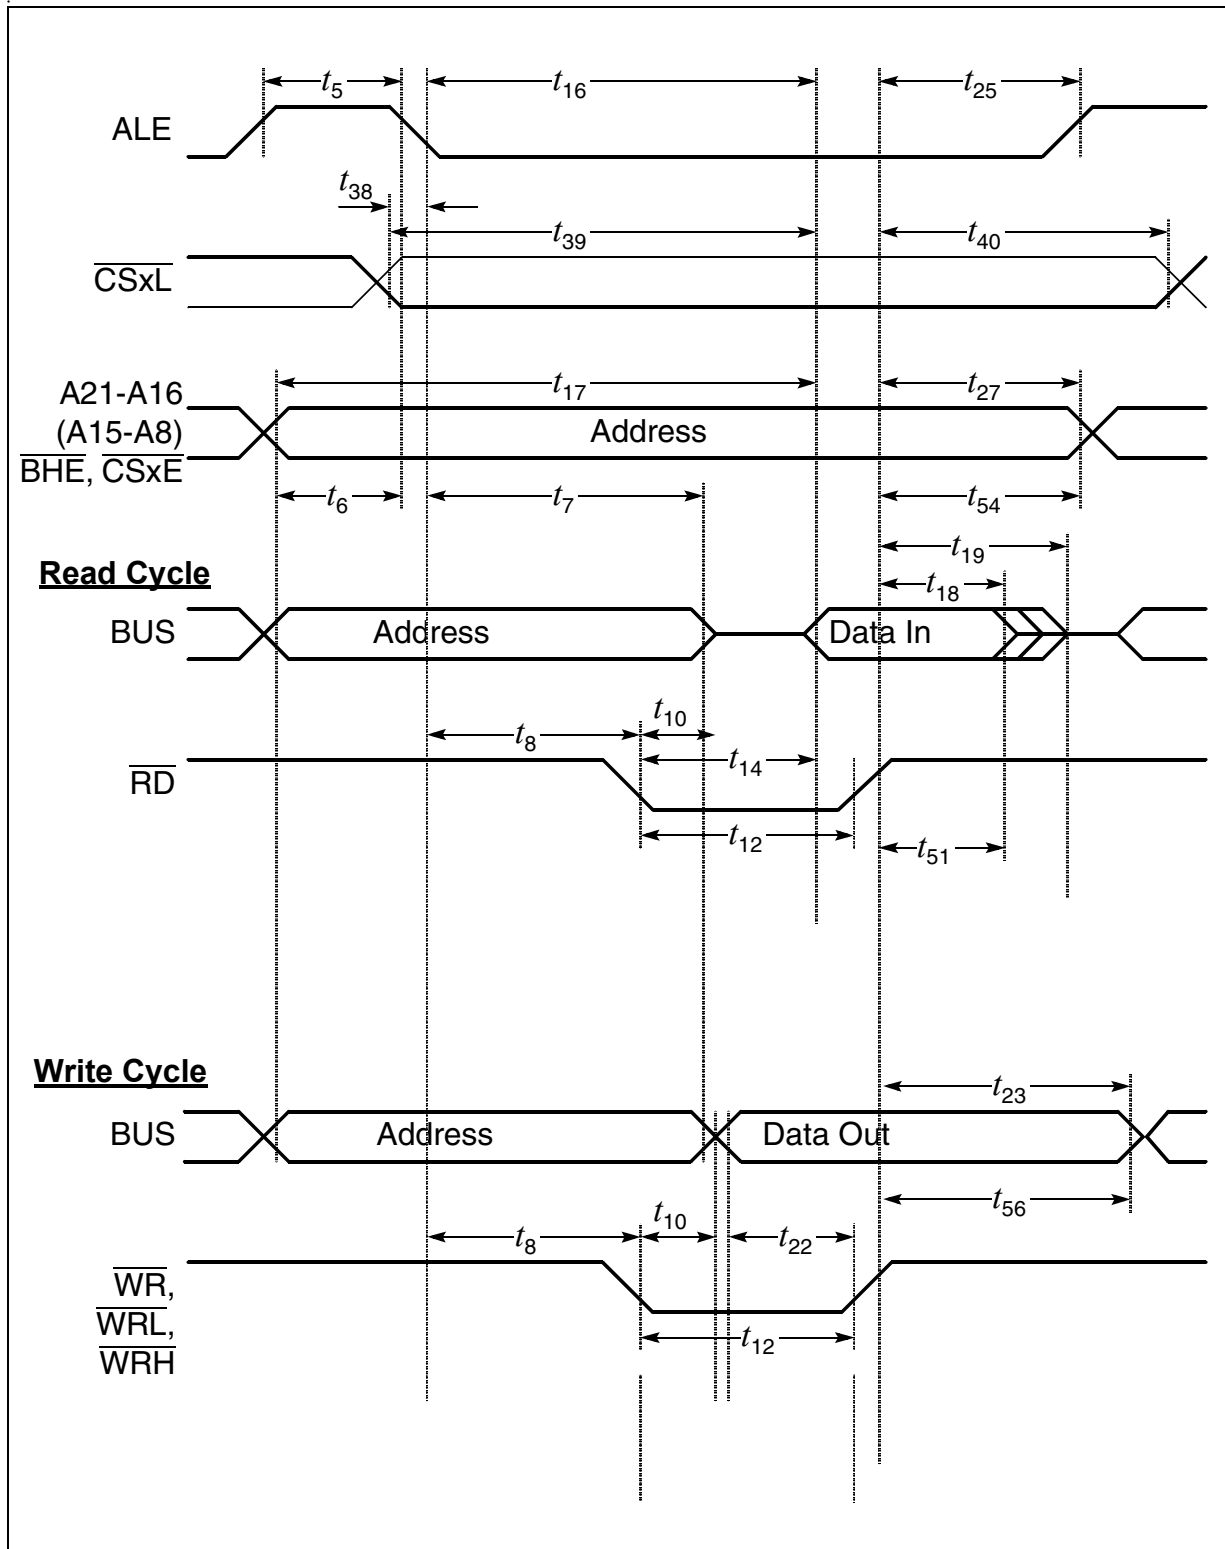 t5 t16 t25
ALE
t38
t39 t40
CSxL
A21-A16
t17 t27
(A15-A8)
Address
BHE, CSxE
t6 t7 t54
t19
Read Cycle
t18
BUS
Address
Data In
t10
t8
t14
RD
t12
t51
Write Cycle
t23
BUS
Address
Data Out
t56
t10
t8 t22
WR,
WRL,
t12
WRH